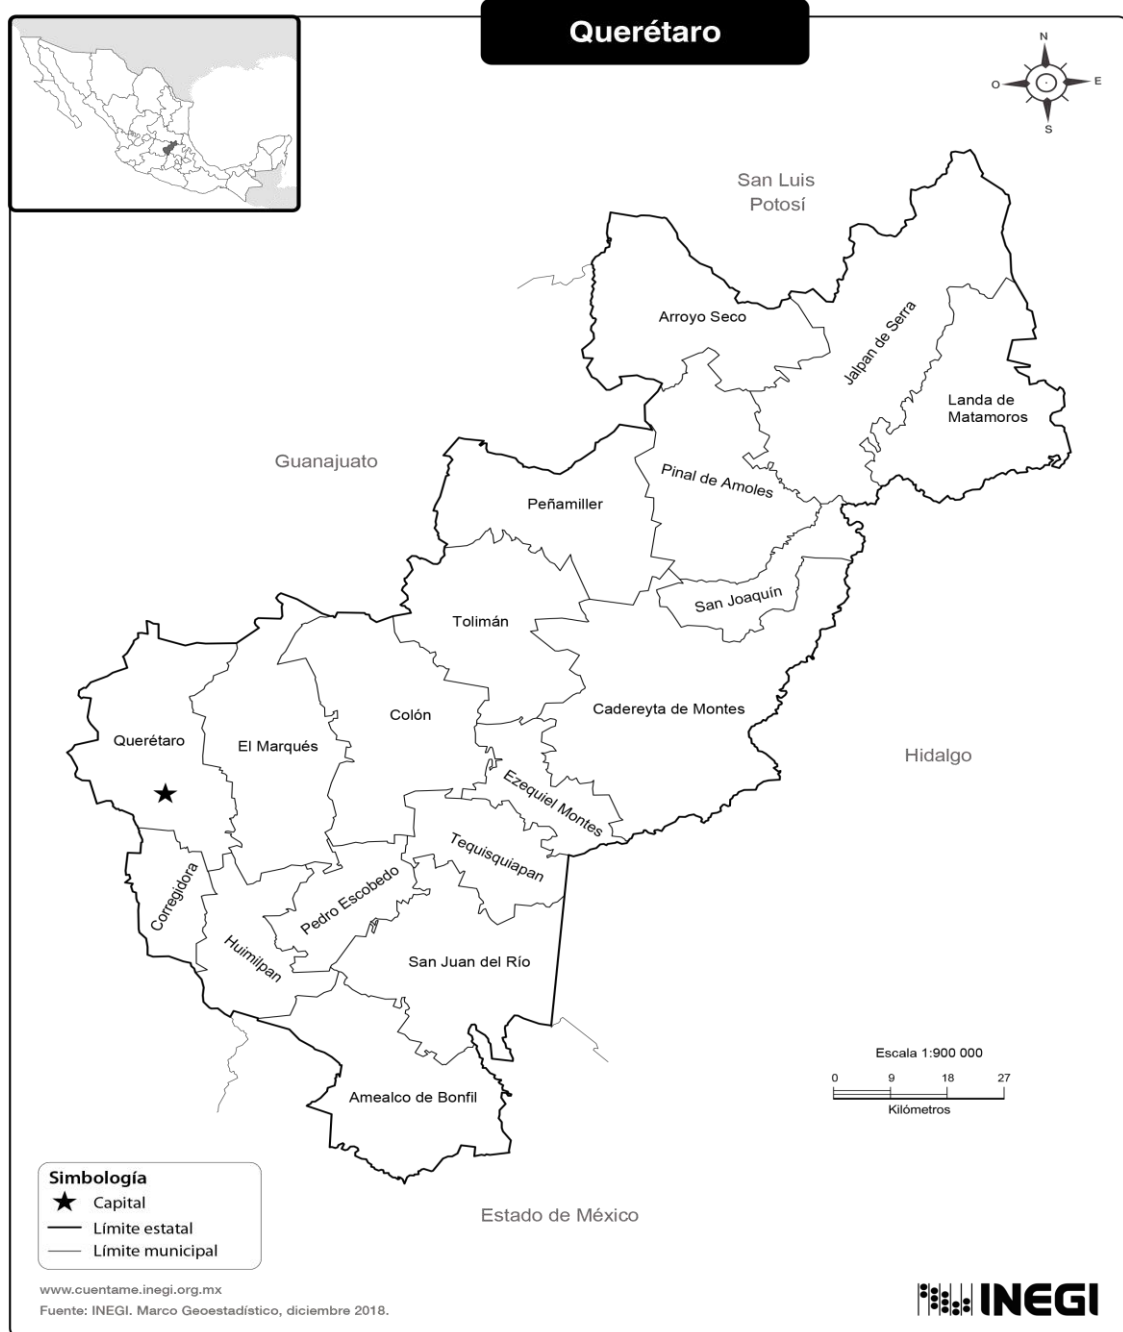 Querétaro
N
O
E
S
San Luis
Potosí
Arroyo Seco
Jalpan de Serra
Landa de
Matamoros
Guanajuato
Pinal de Amoles
Peñamiller
San Joaquín
Tolimán
Cadereyta de Montes
Colón
Querétaro
El Marqués
Hidalgo
Ezequiel Montes
Tequisquiapan
Corregidora
Pedro Escobedo
Huimilpan
San Juan del Río
Escala 1:900 000
0 9 18 27
Kilómetros
Amealco de Bonfil
Simbología
Capital
Límite estatal
Límite municipal
Estado de México
www.cuentame.inegi.org.mx
Fuente: INEGI. Marco Geoestadístico, diciembre 2018.
INEGI